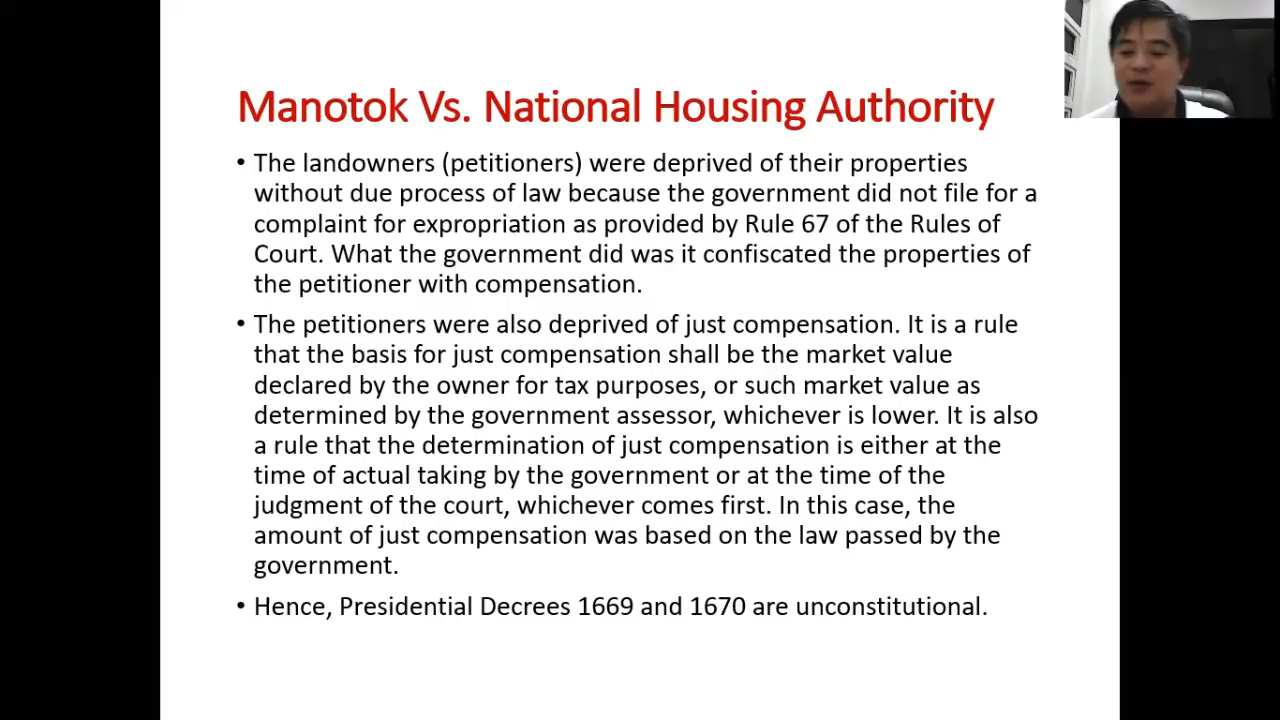 Manotok Vs. National Housing Authority
• The landowners (petitioners) were deprived of their properties
without due process of law because the government did not file for a
complaint for expropriation as provided by Rule 67 of the Rules of
Court. What the government did was it confiscated the properties of
the petitioner with compensation.
• The petitioners were also deprived of just compensation. It is a rule
that the basis for just compensation shall be the market value
declared by the owner for tax purposes, or such market value as
determined by the government assessor, whichever is lower. It is also
a rule that the determination of just compensation is either at the
time of actual taking by the government or at the time of the
judgment of the court, whichever comes first. In this case, the
amount of just compensation was based on the law passed by the
government.
• Hence, Presidential Decrees 1669 and 1670 are unconstitutional.